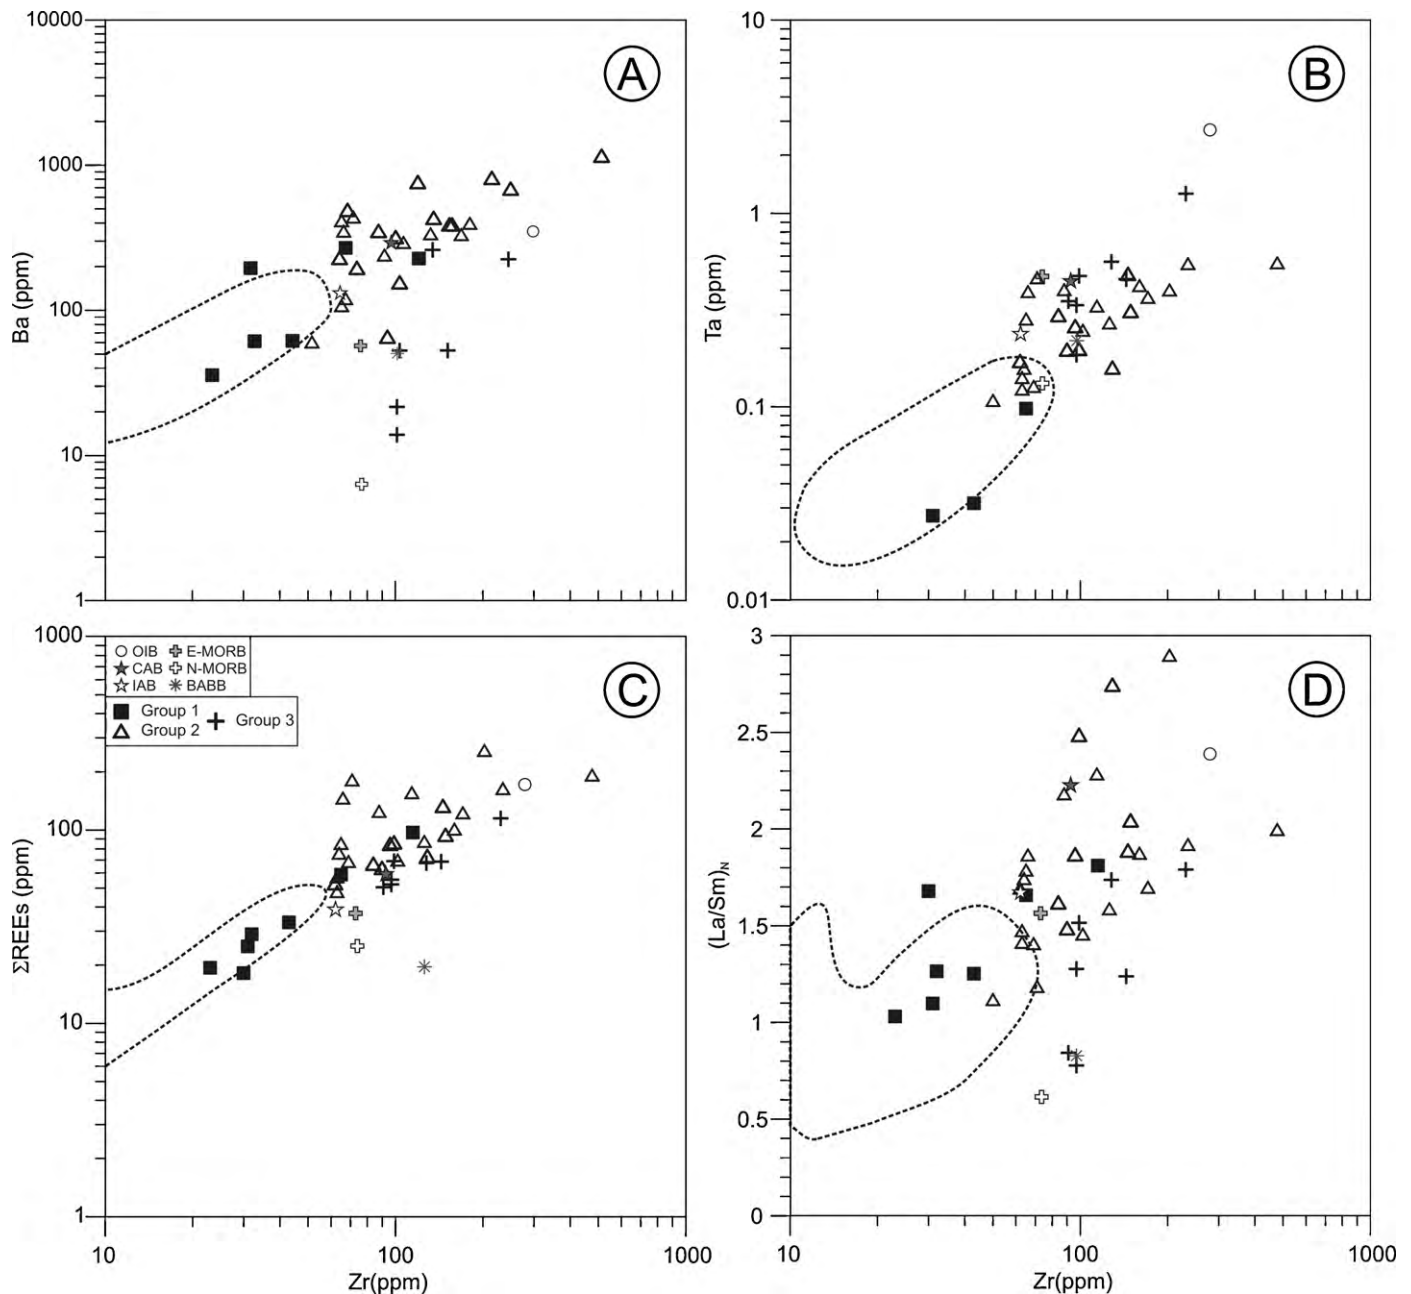 10000
1000
100
10
1
Ba (ppm)
A
10
1
0.1
0.01
Ta (ppm)
B
1000
100
10
1
ΣREEs (ppm)
OIB E-MORB
CAB N-MORB
IAB BABB
Group 1
Group 2 Group 3
C
10 100 1000
Zr(ppm)
3
2.5
2
1.5
1
0.5
0
(La/Sm)N
D
10 100 1000
Zr(ppm)